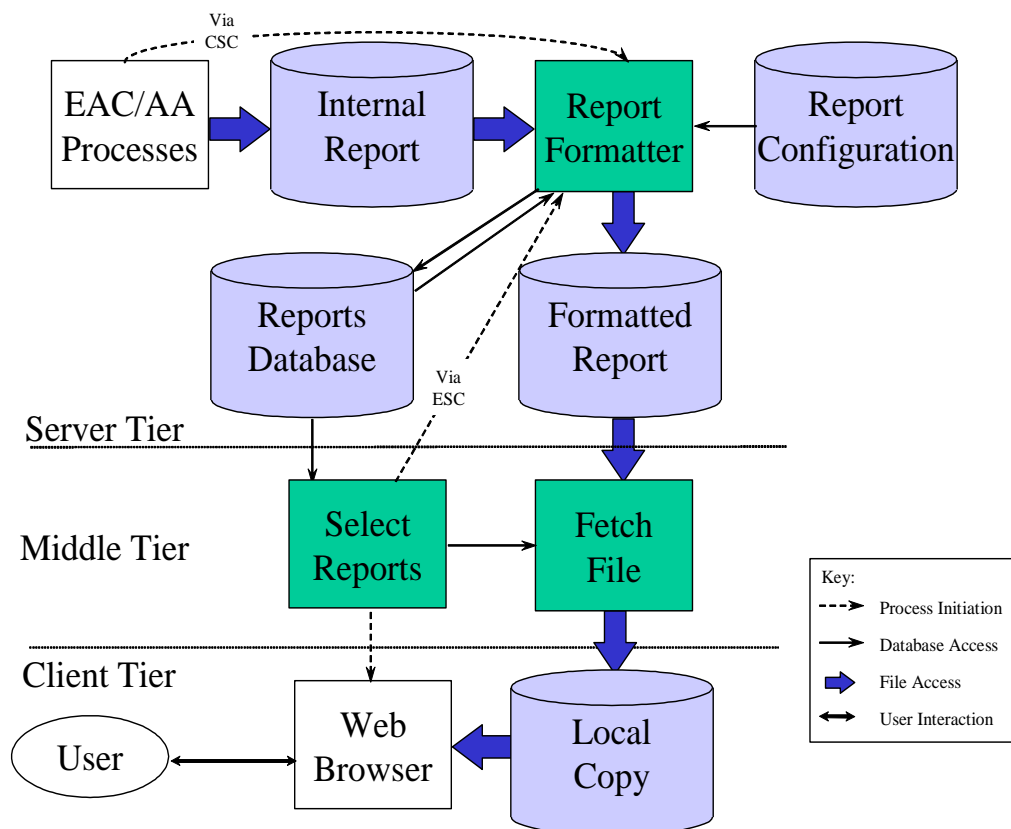 Via
CSC
EAC/AA
Processes
Internal
Report
Report
Formatter
Report
Configuration
Reports
Database
Formatted
Report
Via
ESC
Server Tier
Select
Reports
Fetch
File
Middle Tier
Key:
Process Initiation
Database Access
File Access
User Interaction
Client Tier
User
Web
Browser
Local
Copy